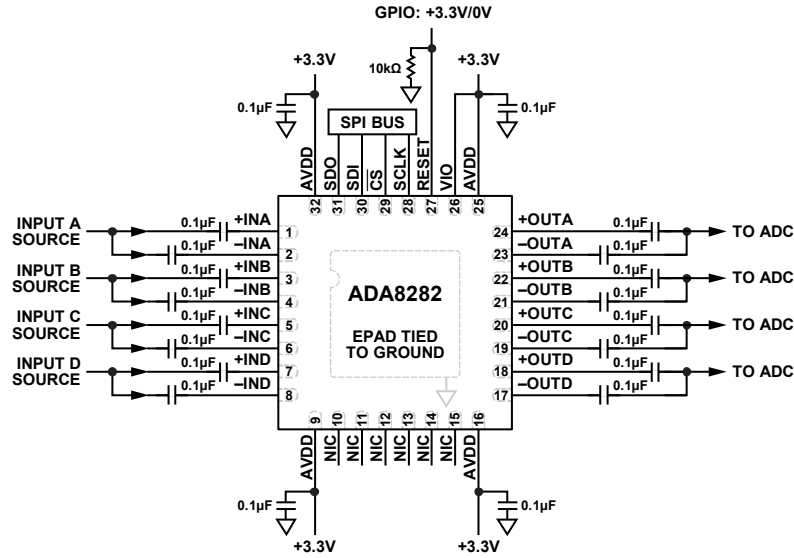 GPIO: +3.3V/0V
+3.3V
10kΩ
+3.3V
0.1µF
0.1µF
SPI BUS
AVDD
SDO
SDI
CS
SCLK
RESET
VIO
AVDD
32
31
30
29
28
27
26
25
INPUT A
SOURCE
0.1µF
+INA
1
0.1µF
–INA
2
INPUT B
SOURCE
0.1µF
+INB
3
0.1µF
–INB
4
INPUT C
SOURCE
0.1µF
+INC
5
0.1µF
–INC
6
INPUT D
SOURCE
0.1µF
+IND
7
0.1µF
–IND
8
ADA8282
EPAD TIED
TO GROUND
24
+OUTA
0.1µF
TO ADC
23
–OUTA
0.1µF
22
+OUTB
0.1µF
TO ADC
21
–OUTB
0.1µF
20
+OUTC
0.1µF
TO ADC
19
–OUTC
0.1µF
18
+OUTD
0.1µF
TO ADC
17
–OUTD
0.1µF
9
10
11
12
13
14
15
16
AVDD
NIC
NIC
NIC
NIC
NIC
NIC
AVDD
0.1µF
0.1µF
+3.3V
+3.3V